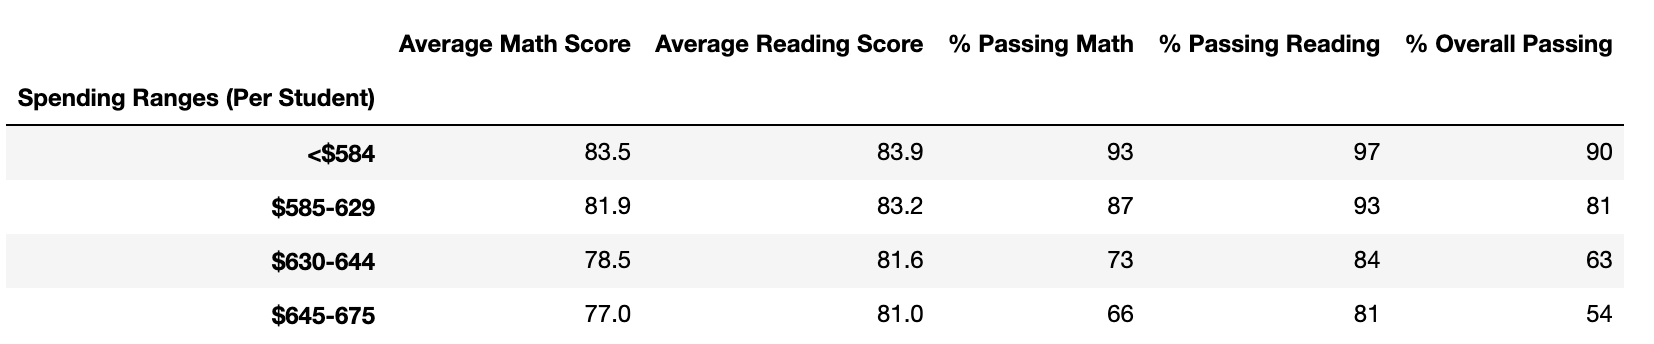 Average Math Score Average Reading Score % Passing Math % Passing Reading % Overall Passing
Spending Ranges (Per Student)
<$584 83.5 83.9 93 97 90
$585-629 81.9 83.2 87 93 81
$630-644 78.5 81.6 73 84 63
$645-675 77.0 81.0 66 81 54